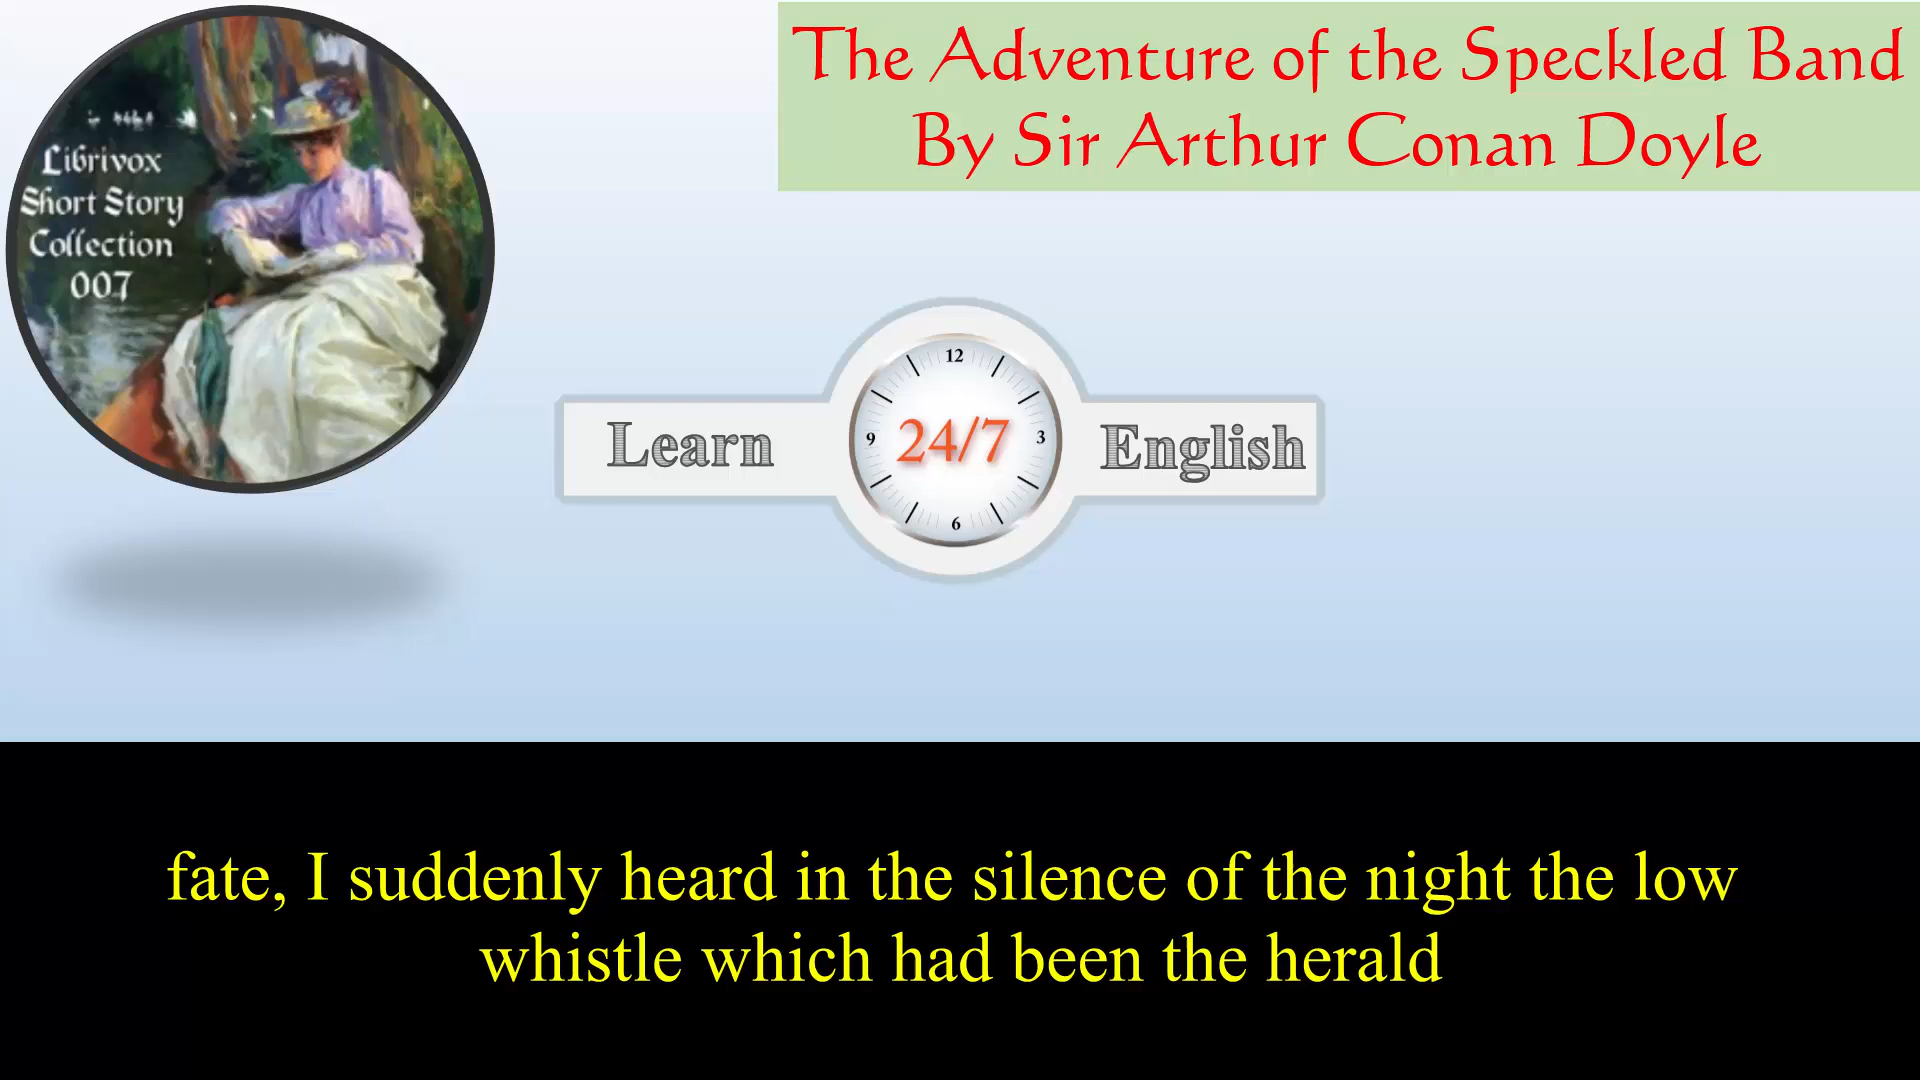 The Adventure of the Speckled Band
By Sir Arthur Conan Doyle
Librivox
Short Story
Collection
007
12
9
3
6
Learn
24/7
English
fate, I suddenly heard in the silence of the night the low
whistle which had been the herald